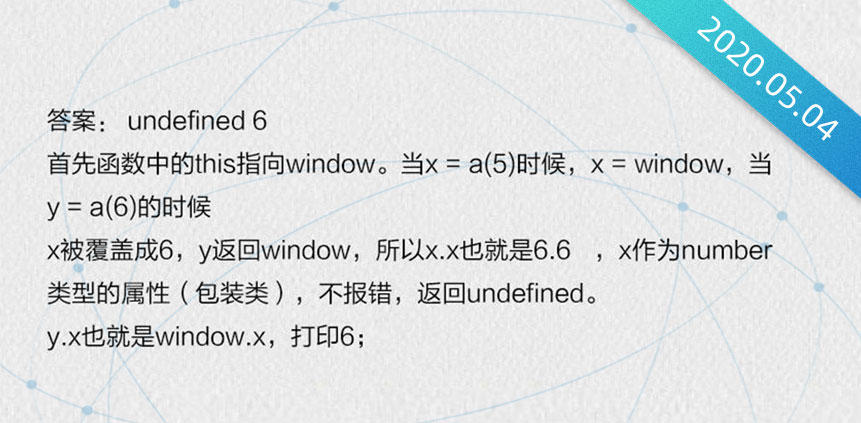 2020.05.04
答案： undefined 6
首先函数中的this指向window。当x = a(5)时候，x = window，当
y = a(6)的时候
x被覆盖成6，y返回window，所以x.x也就是6.6 ，x作为number
类型的属性（包装类），不报错，返回undefined。
y.x也就是window.x，打印6；